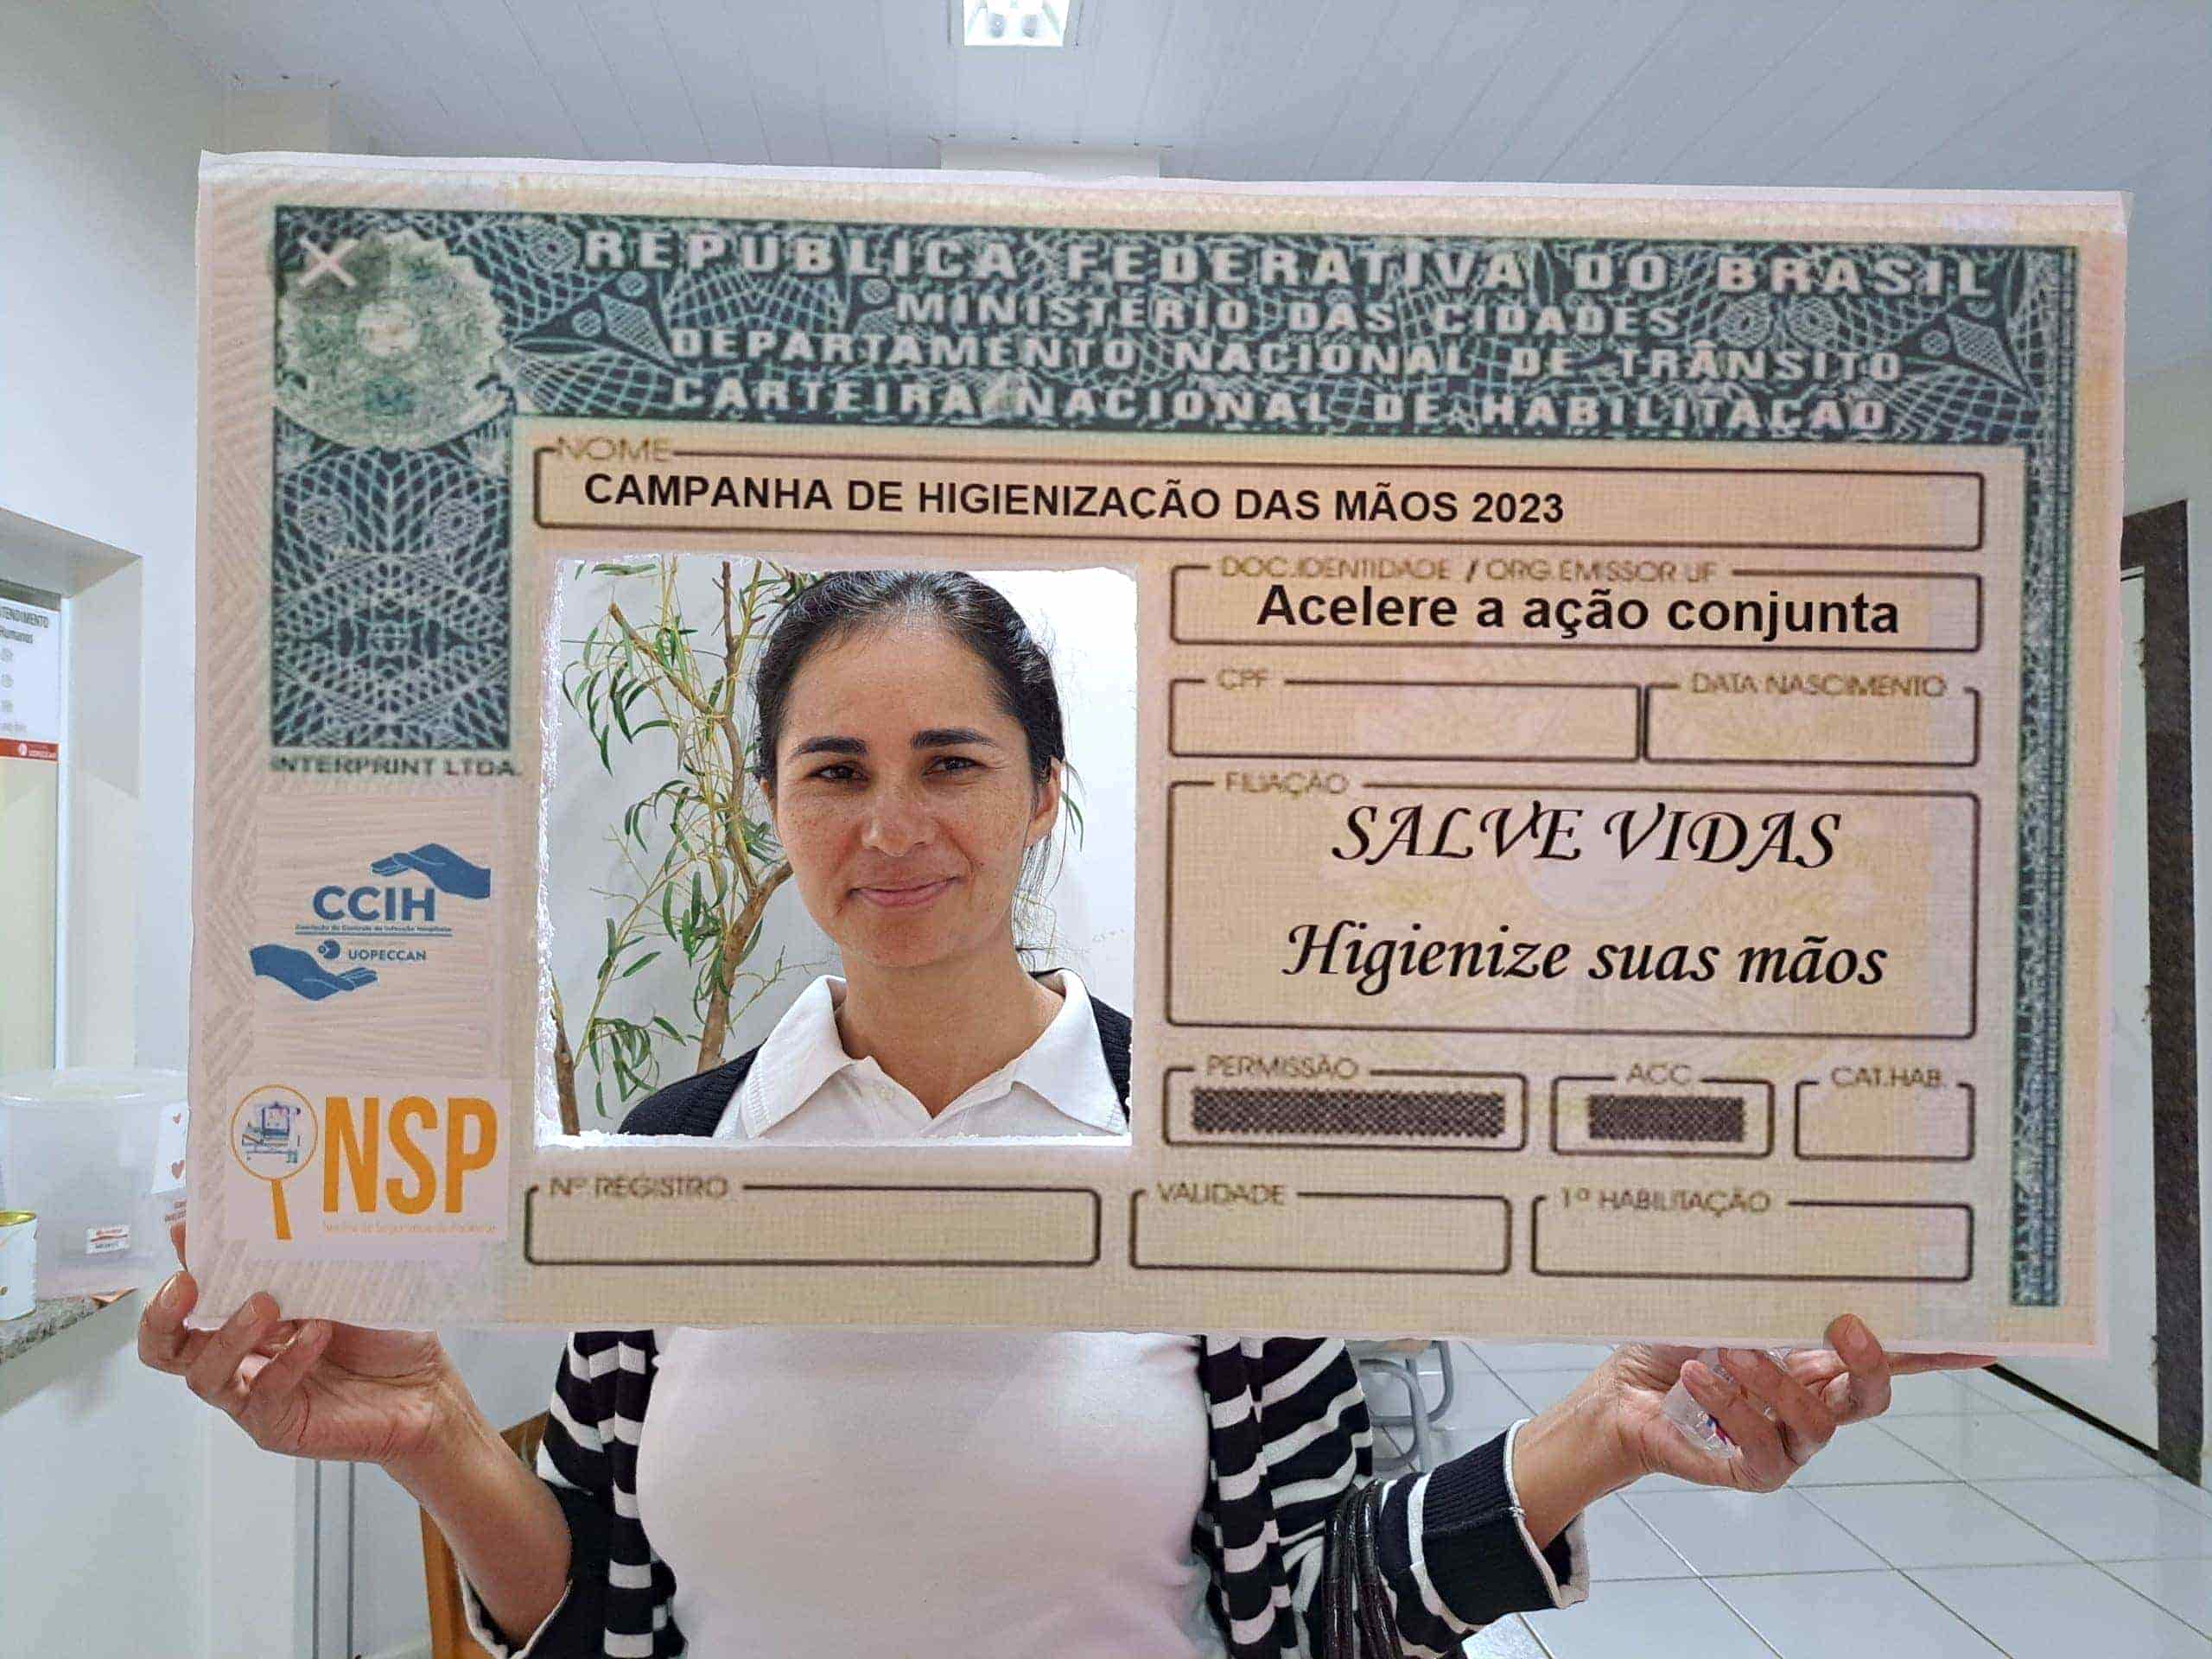 REPUBLICA FEDERATIVA DO BRASIL
MINISTÉRIO DAS CIDADES
DEPARTAMENTO NACIONAL DE TRÂNSITO
CARTEIRA NACIONAL DE HABILITAÇÃO
NOME
CAMPANHA DE HIGIENIZAÇÃO DAS MÃOS 2023
DOC.IDENTIDADE / ORG.EMISSOR UF
Acelere a ação conjunta
CPF
DATA NASCIMENTO
FILIAÇÃO
SALVE VIDAS
Higienize suas mãos
PERMISSÃO
ACC
CAT.HAB.
Nº REGISTRO
VALIDADE
1º HABILITAÇÃO
INTERPRINT LTDA.
CCIH
UOPECCAN
NSP